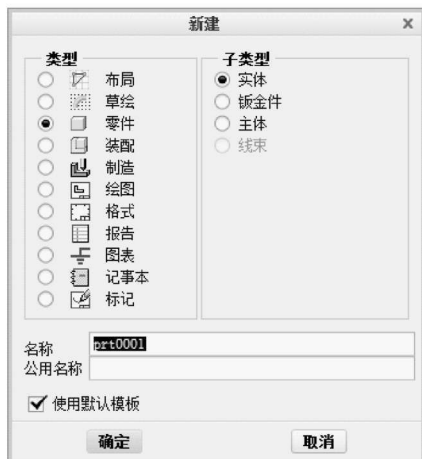 新建
类型
布局
草绘
零件
装配
制造
绘图
格式
报告
图表
记事本
标记
子类型
实体
钣金件
主体
线束
名称 prt0001
公用名称
使用默认模板
确定 取消